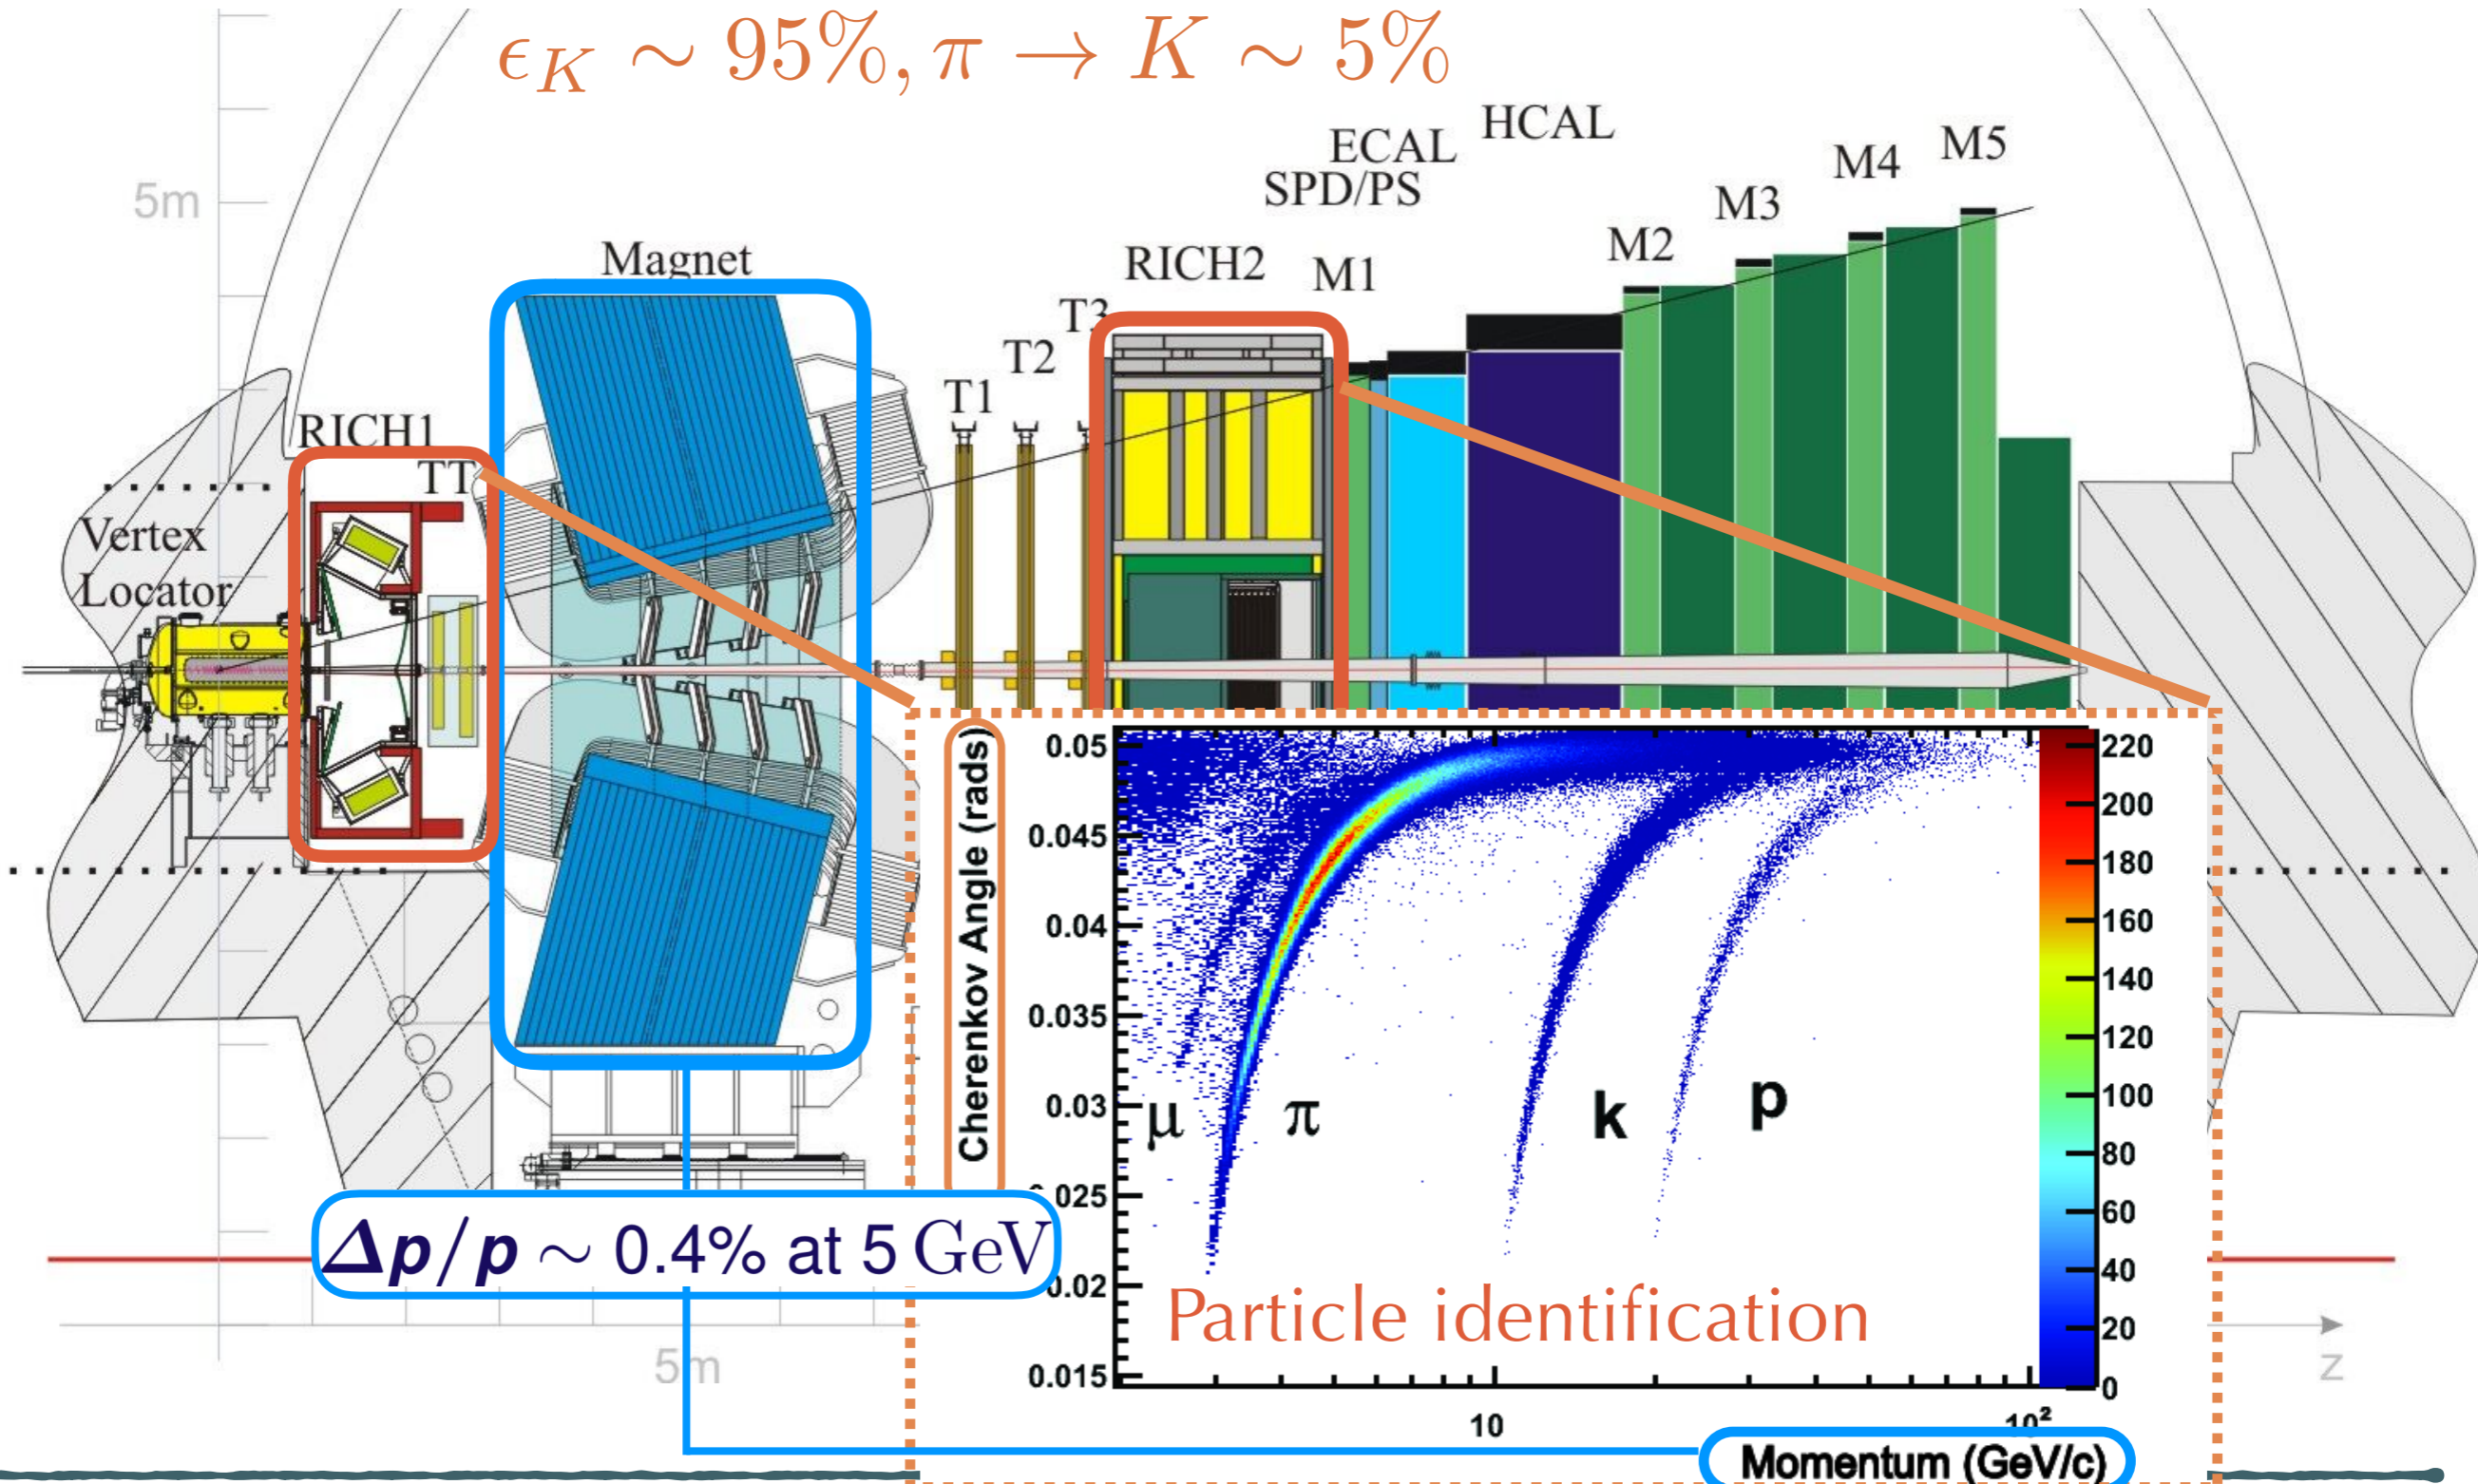 ϵ_K ∼ 95%, π → K ∼ 5%
HCAL
ECAL
SPD/PS
M5
M4
M3
M2
5m
Magnet
RICH2
M1
T3
T2
T1
RICH1
TT
Vertex
Locator
Cherenkov Angle (rads)
0.05
0.045
0.04
0.035
0.03
0.025
0.02
0.015
μ
π
k
p
220
200
180
160
140
120
100
80
60
40
20
0
Δp/p ∼ 0.4% at 5 GeV
Particle identification
5m
z
10
10²
Momentum (GeV/c)